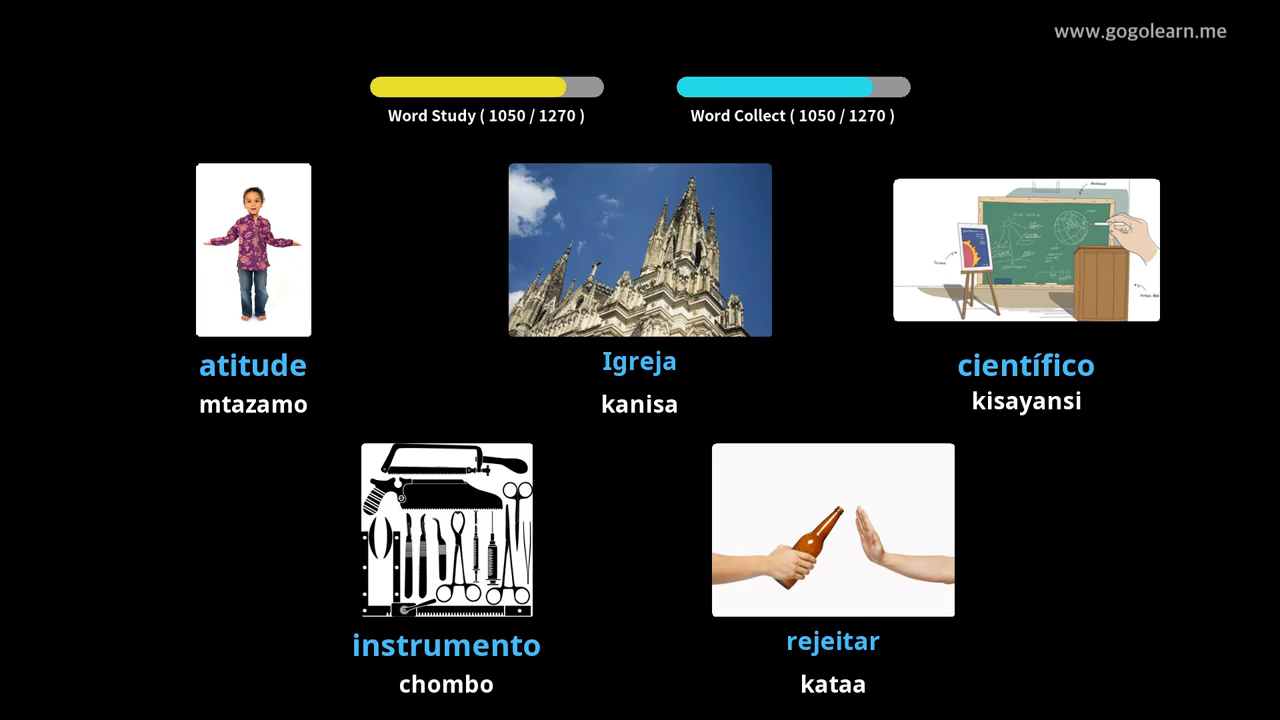 www.gogolearn.me
Word Study ( 1050 / 1270 )
Word Collect ( 1050 / 1270 )
atitude
Igreja
científico
mtazamo
kanisa
kisayansi
instrumento
rejeitar
chombo
kataa